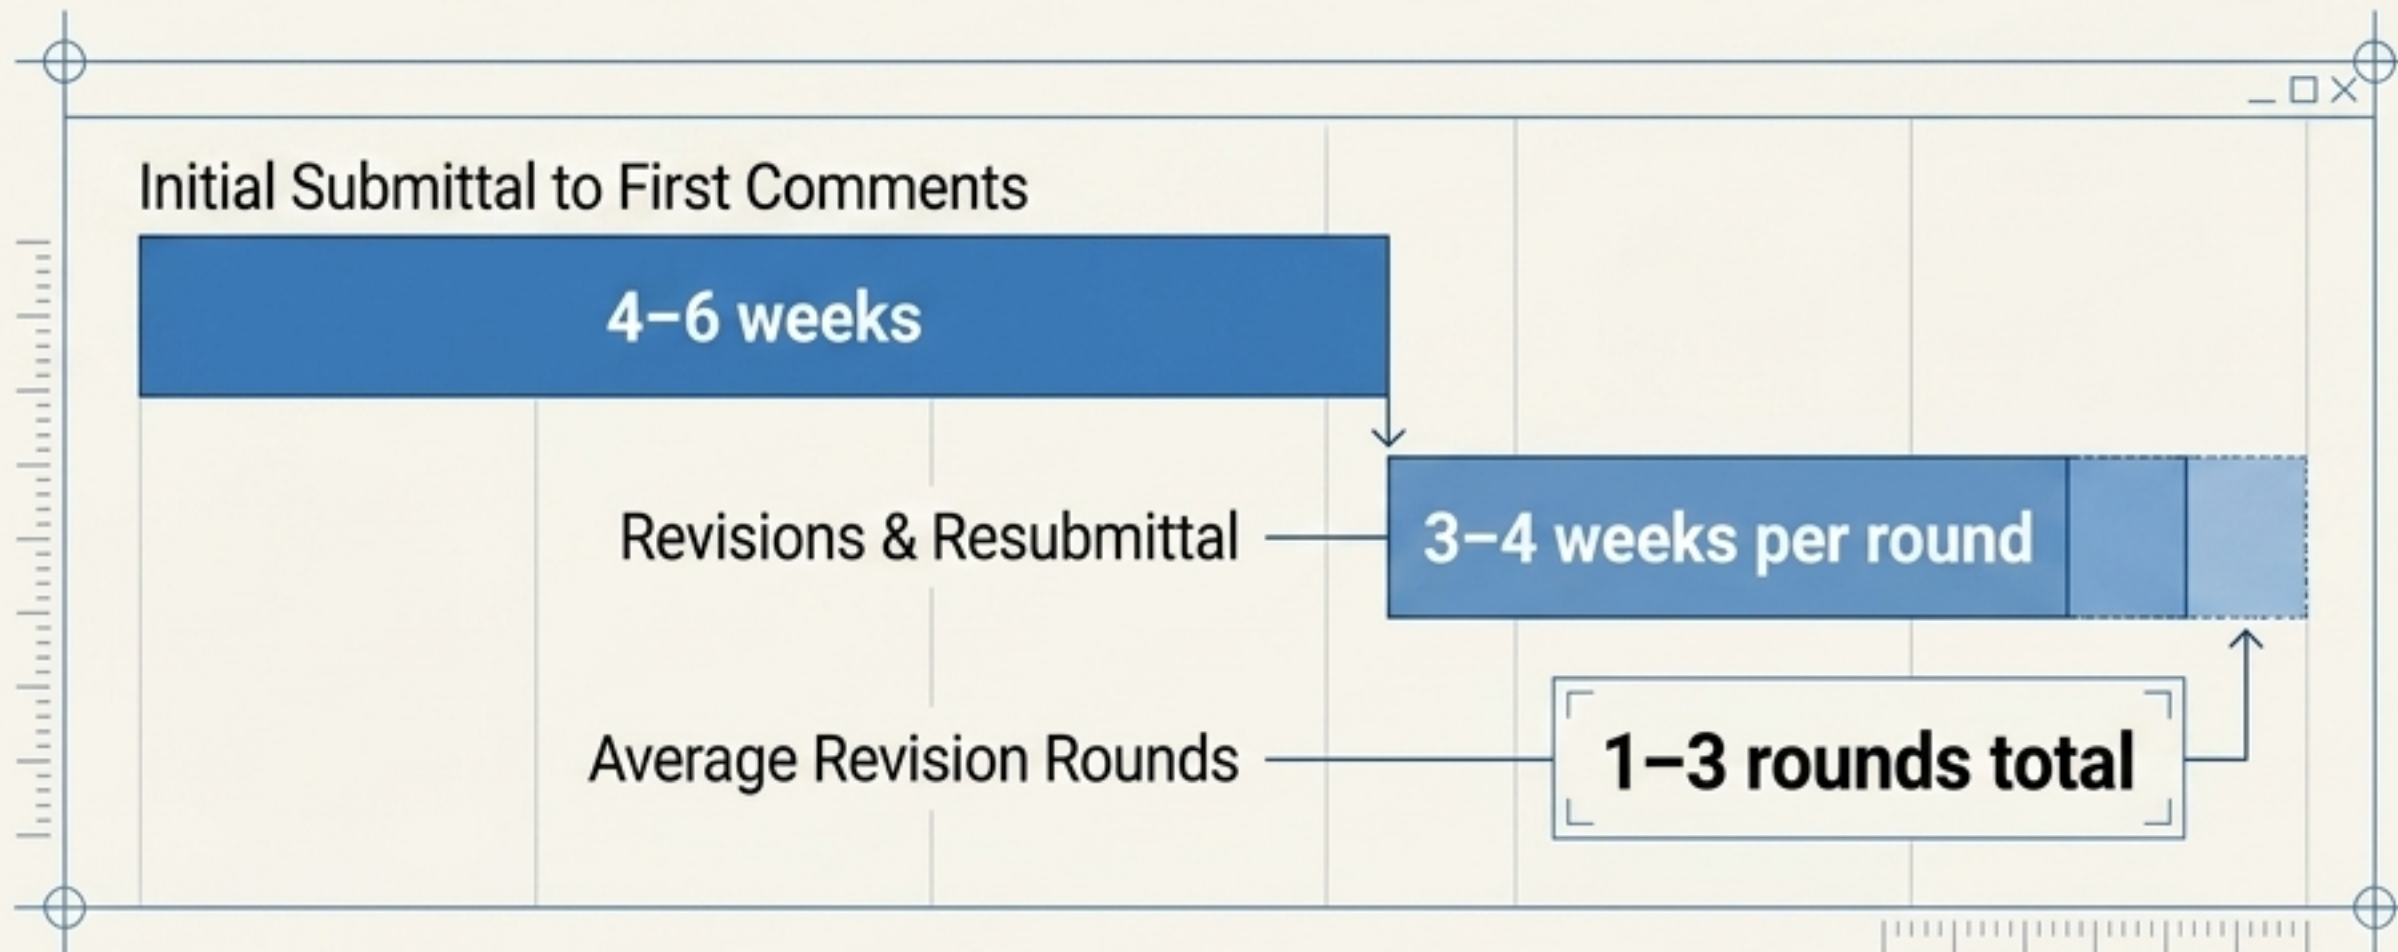 Initial Submittal to First Comments
4–6 weeks
Revisions & Resubmittal
3–4 weeks per round
Average Revision Rounds
1–3 rounds total